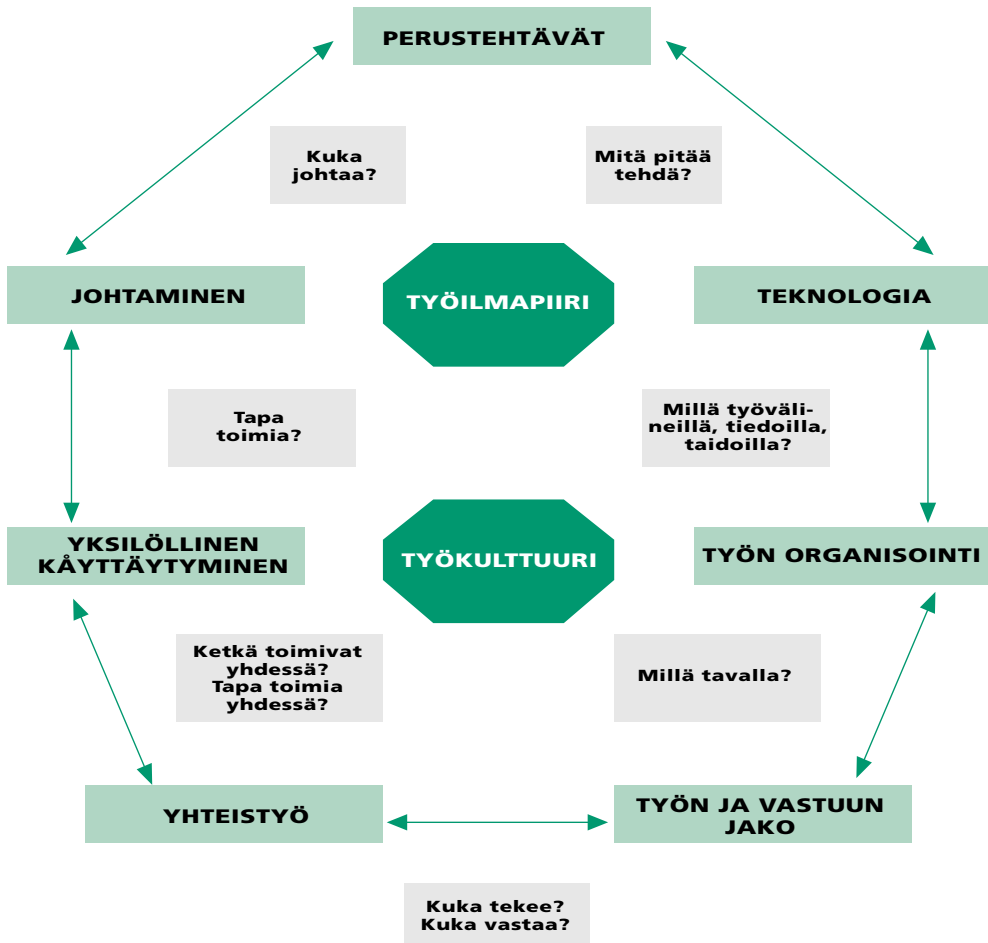 PERUSTEHTÄVÄT
Kuka
johtaa?
Mitä pitää
tehdä?
JOHTAMINEN
TYÖILMAPIIRI
TEKNOLOGIA
Tapa
toimia?
Millä työväli-
neillä, tiedoilla,
taidoilla?
YKSILÖLLINEN
KÅYTTÄYTYMINEN
TYÖKULTTUURI
TYÖN ORGANISOINTI
Ketkä toimivat
yhdessä?
Tapa toimia
yhdessä?
Millä tavalla?
YHTEISTYÖ
TYÖN JA VASTUUN
JAKO
Kuka tekee?
Kuka vastaa?